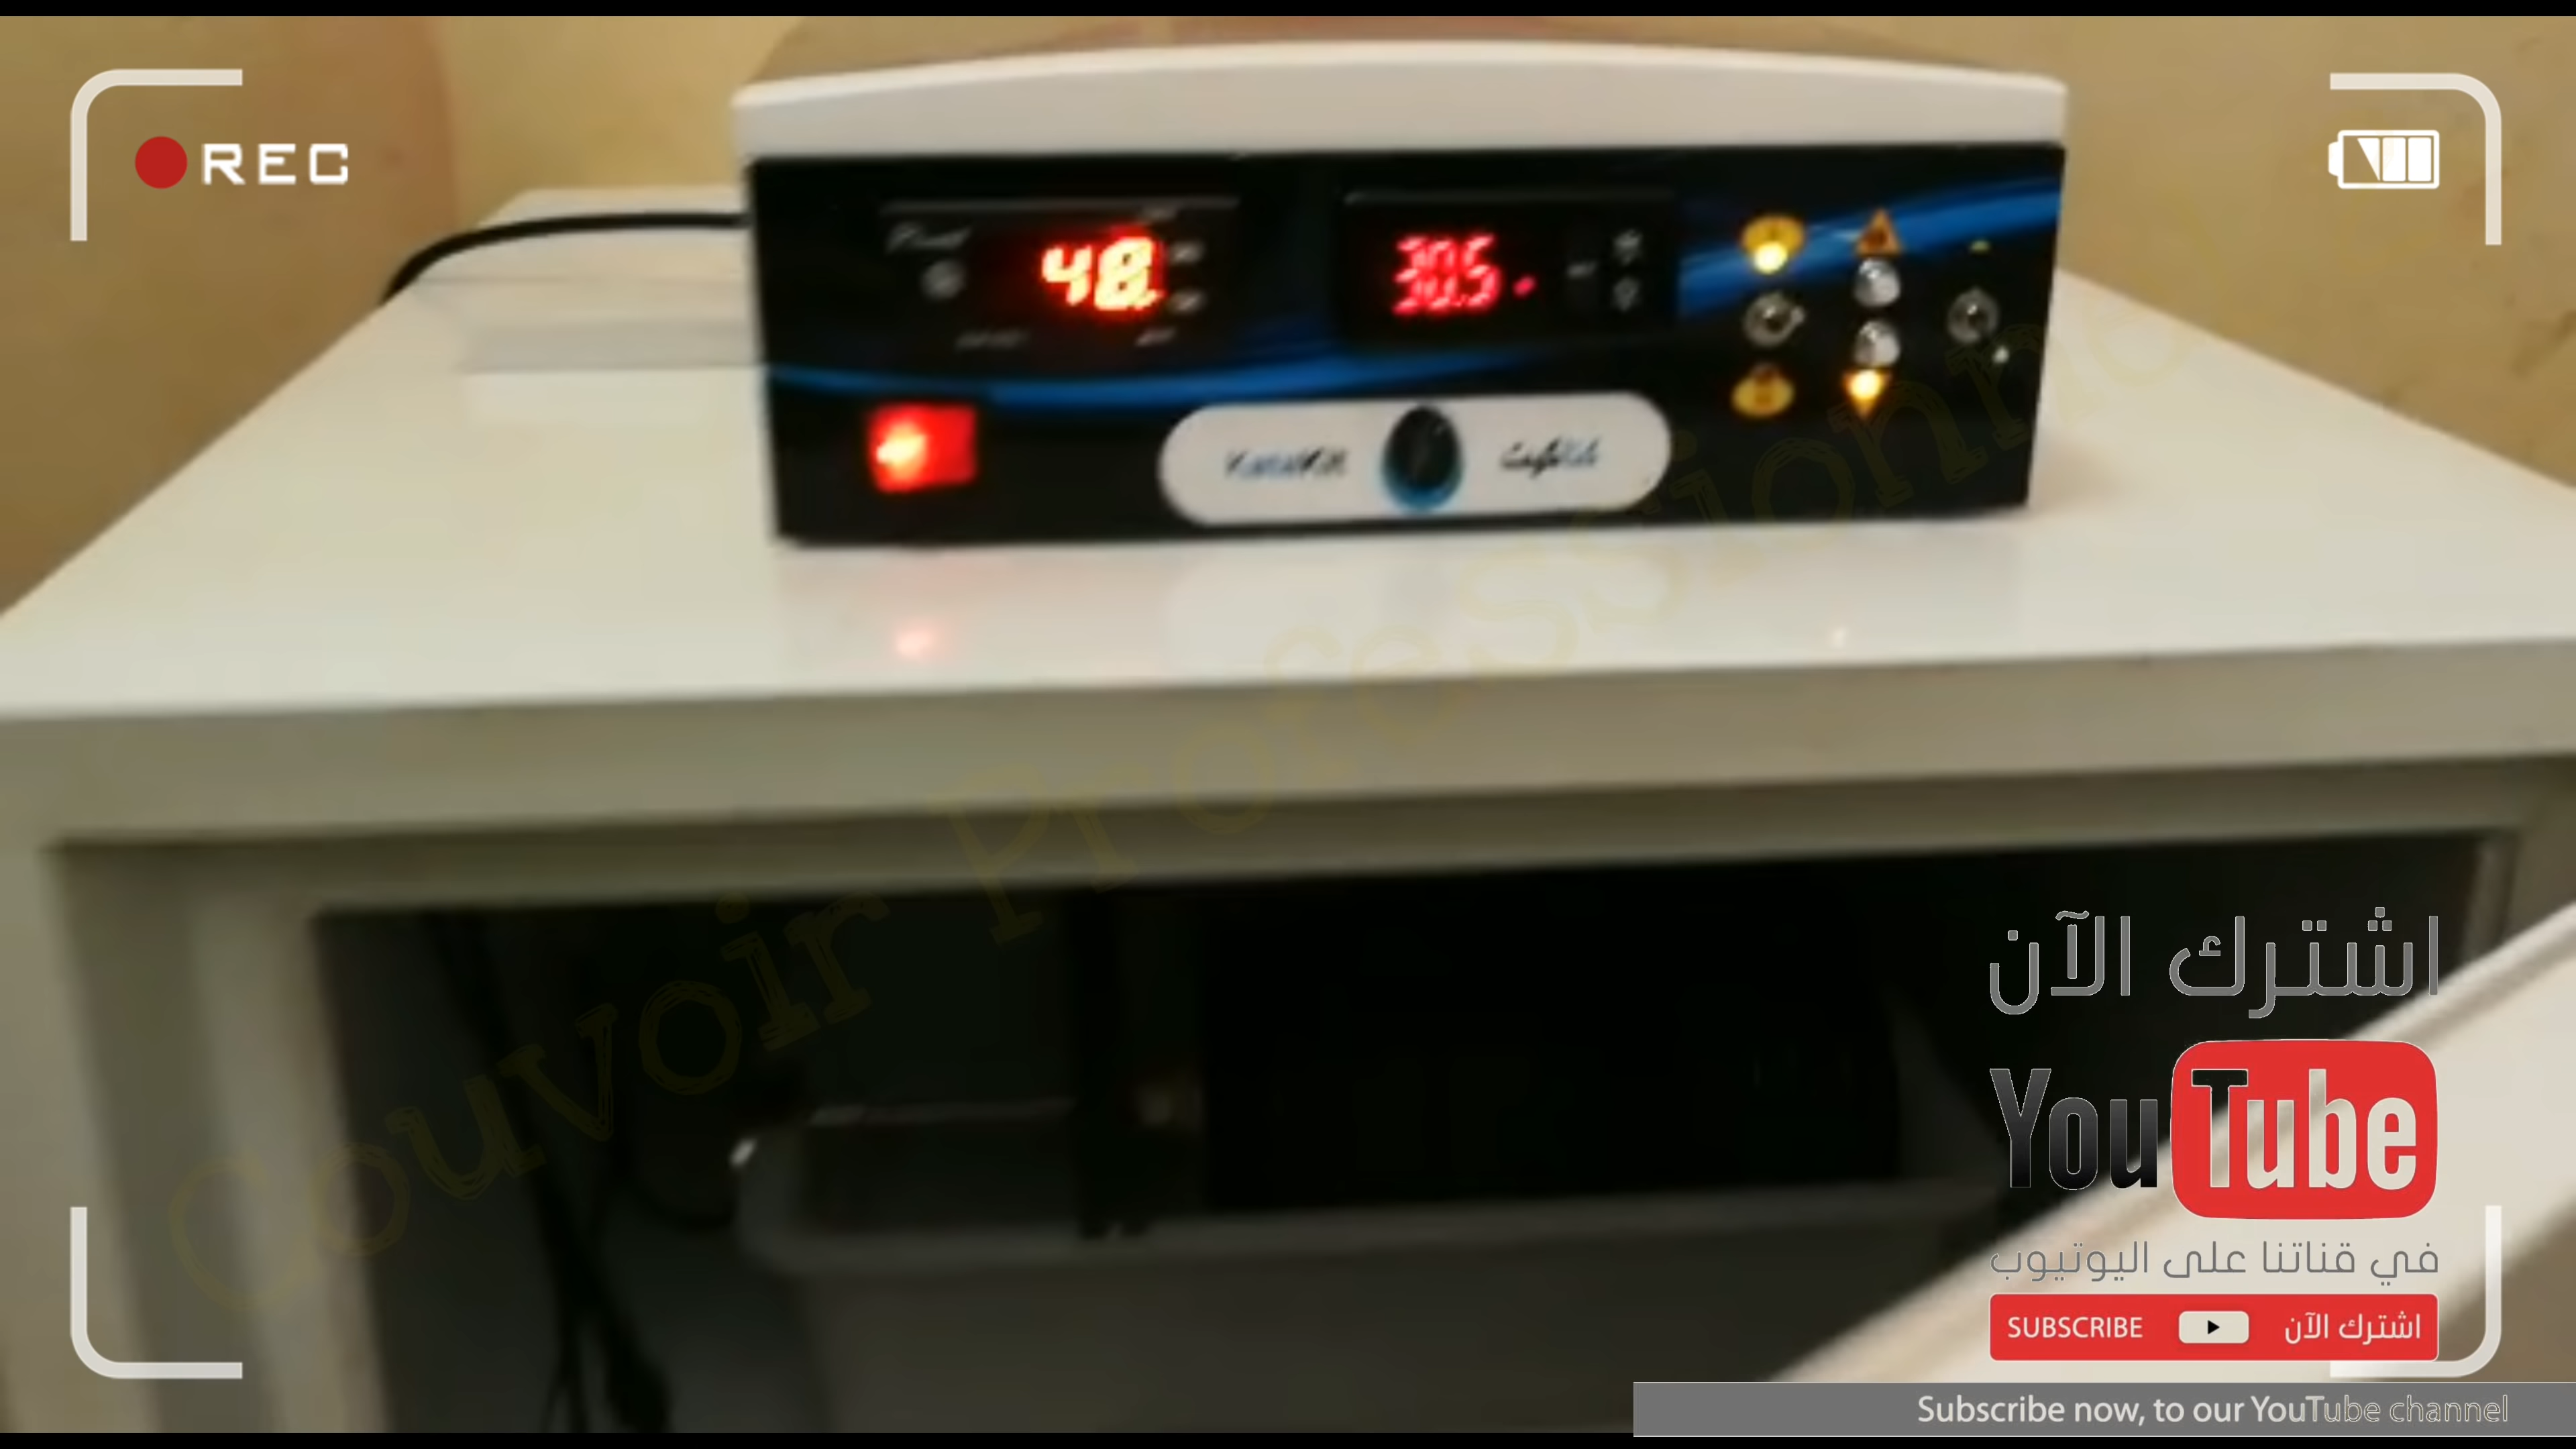 REC
48.
30.5
Couvoir Professionnel
اشترك الآن
YouTube
في قناتنا على اليوتيوب
SUBSCRIBE اشترك الآن
Subscribe now, to our YouTube channel